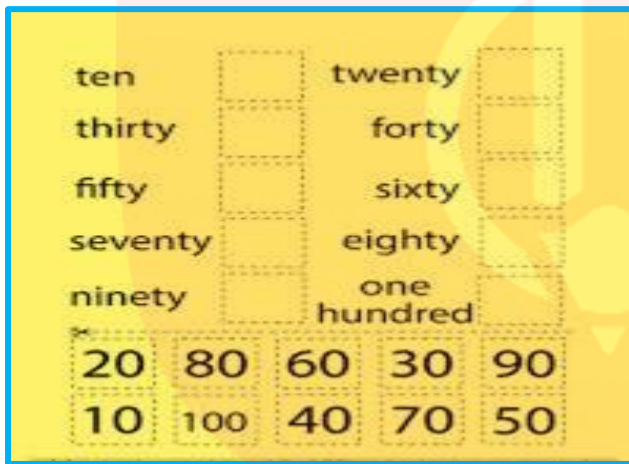 ten twenty
thirty forty
fifty sixty
seventy eighty
ninety one
hundred
20 80 60 30 90
10 100 40 70 50